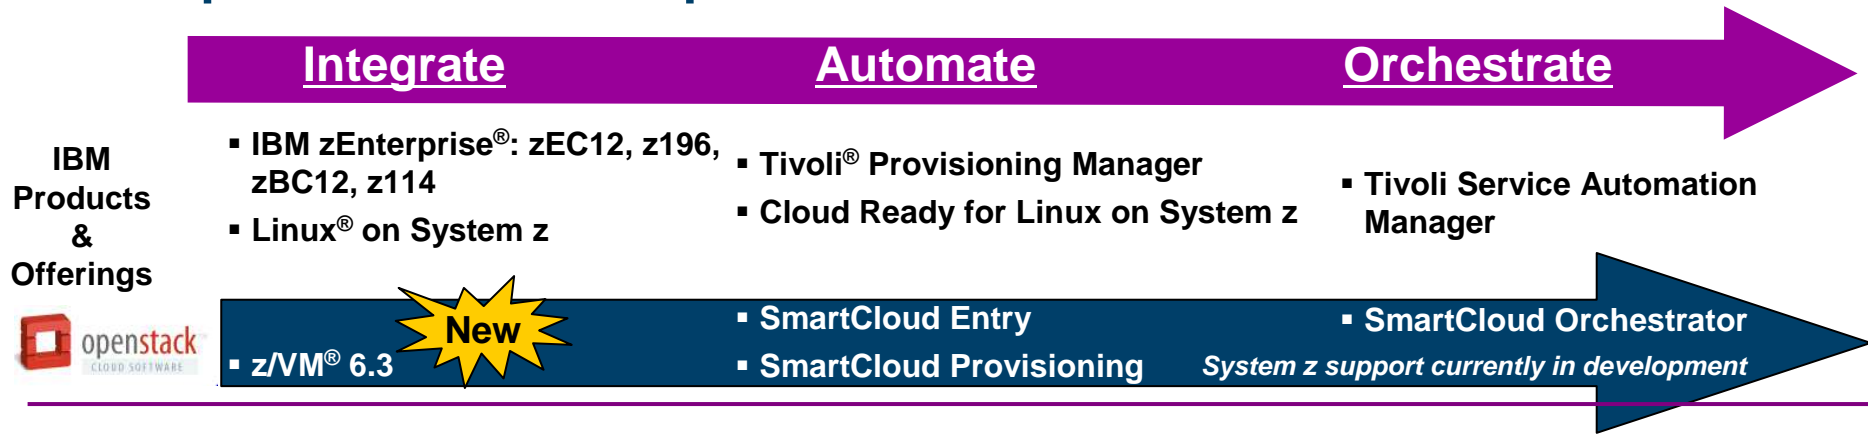 Integrate
Automate
Orchestrate
IBM
Products
&
Offerings
▪ IBM zEnterprise®: zEC12, z196,
zBC12, z114
▪ Linux® on System z
▪ Tivoli® Provisioning Manager
▪ Cloud Ready for Linux on System z
▪ Tivoli Service Automation
Manager
openstack™
CLOUD SOFTWARE
New
▪ z/VM® 6.3
▪ SmartCloud Entry
▪ SmartCloud Provisioning
▪ SmartCloud Orchestrator
System z support currently in development